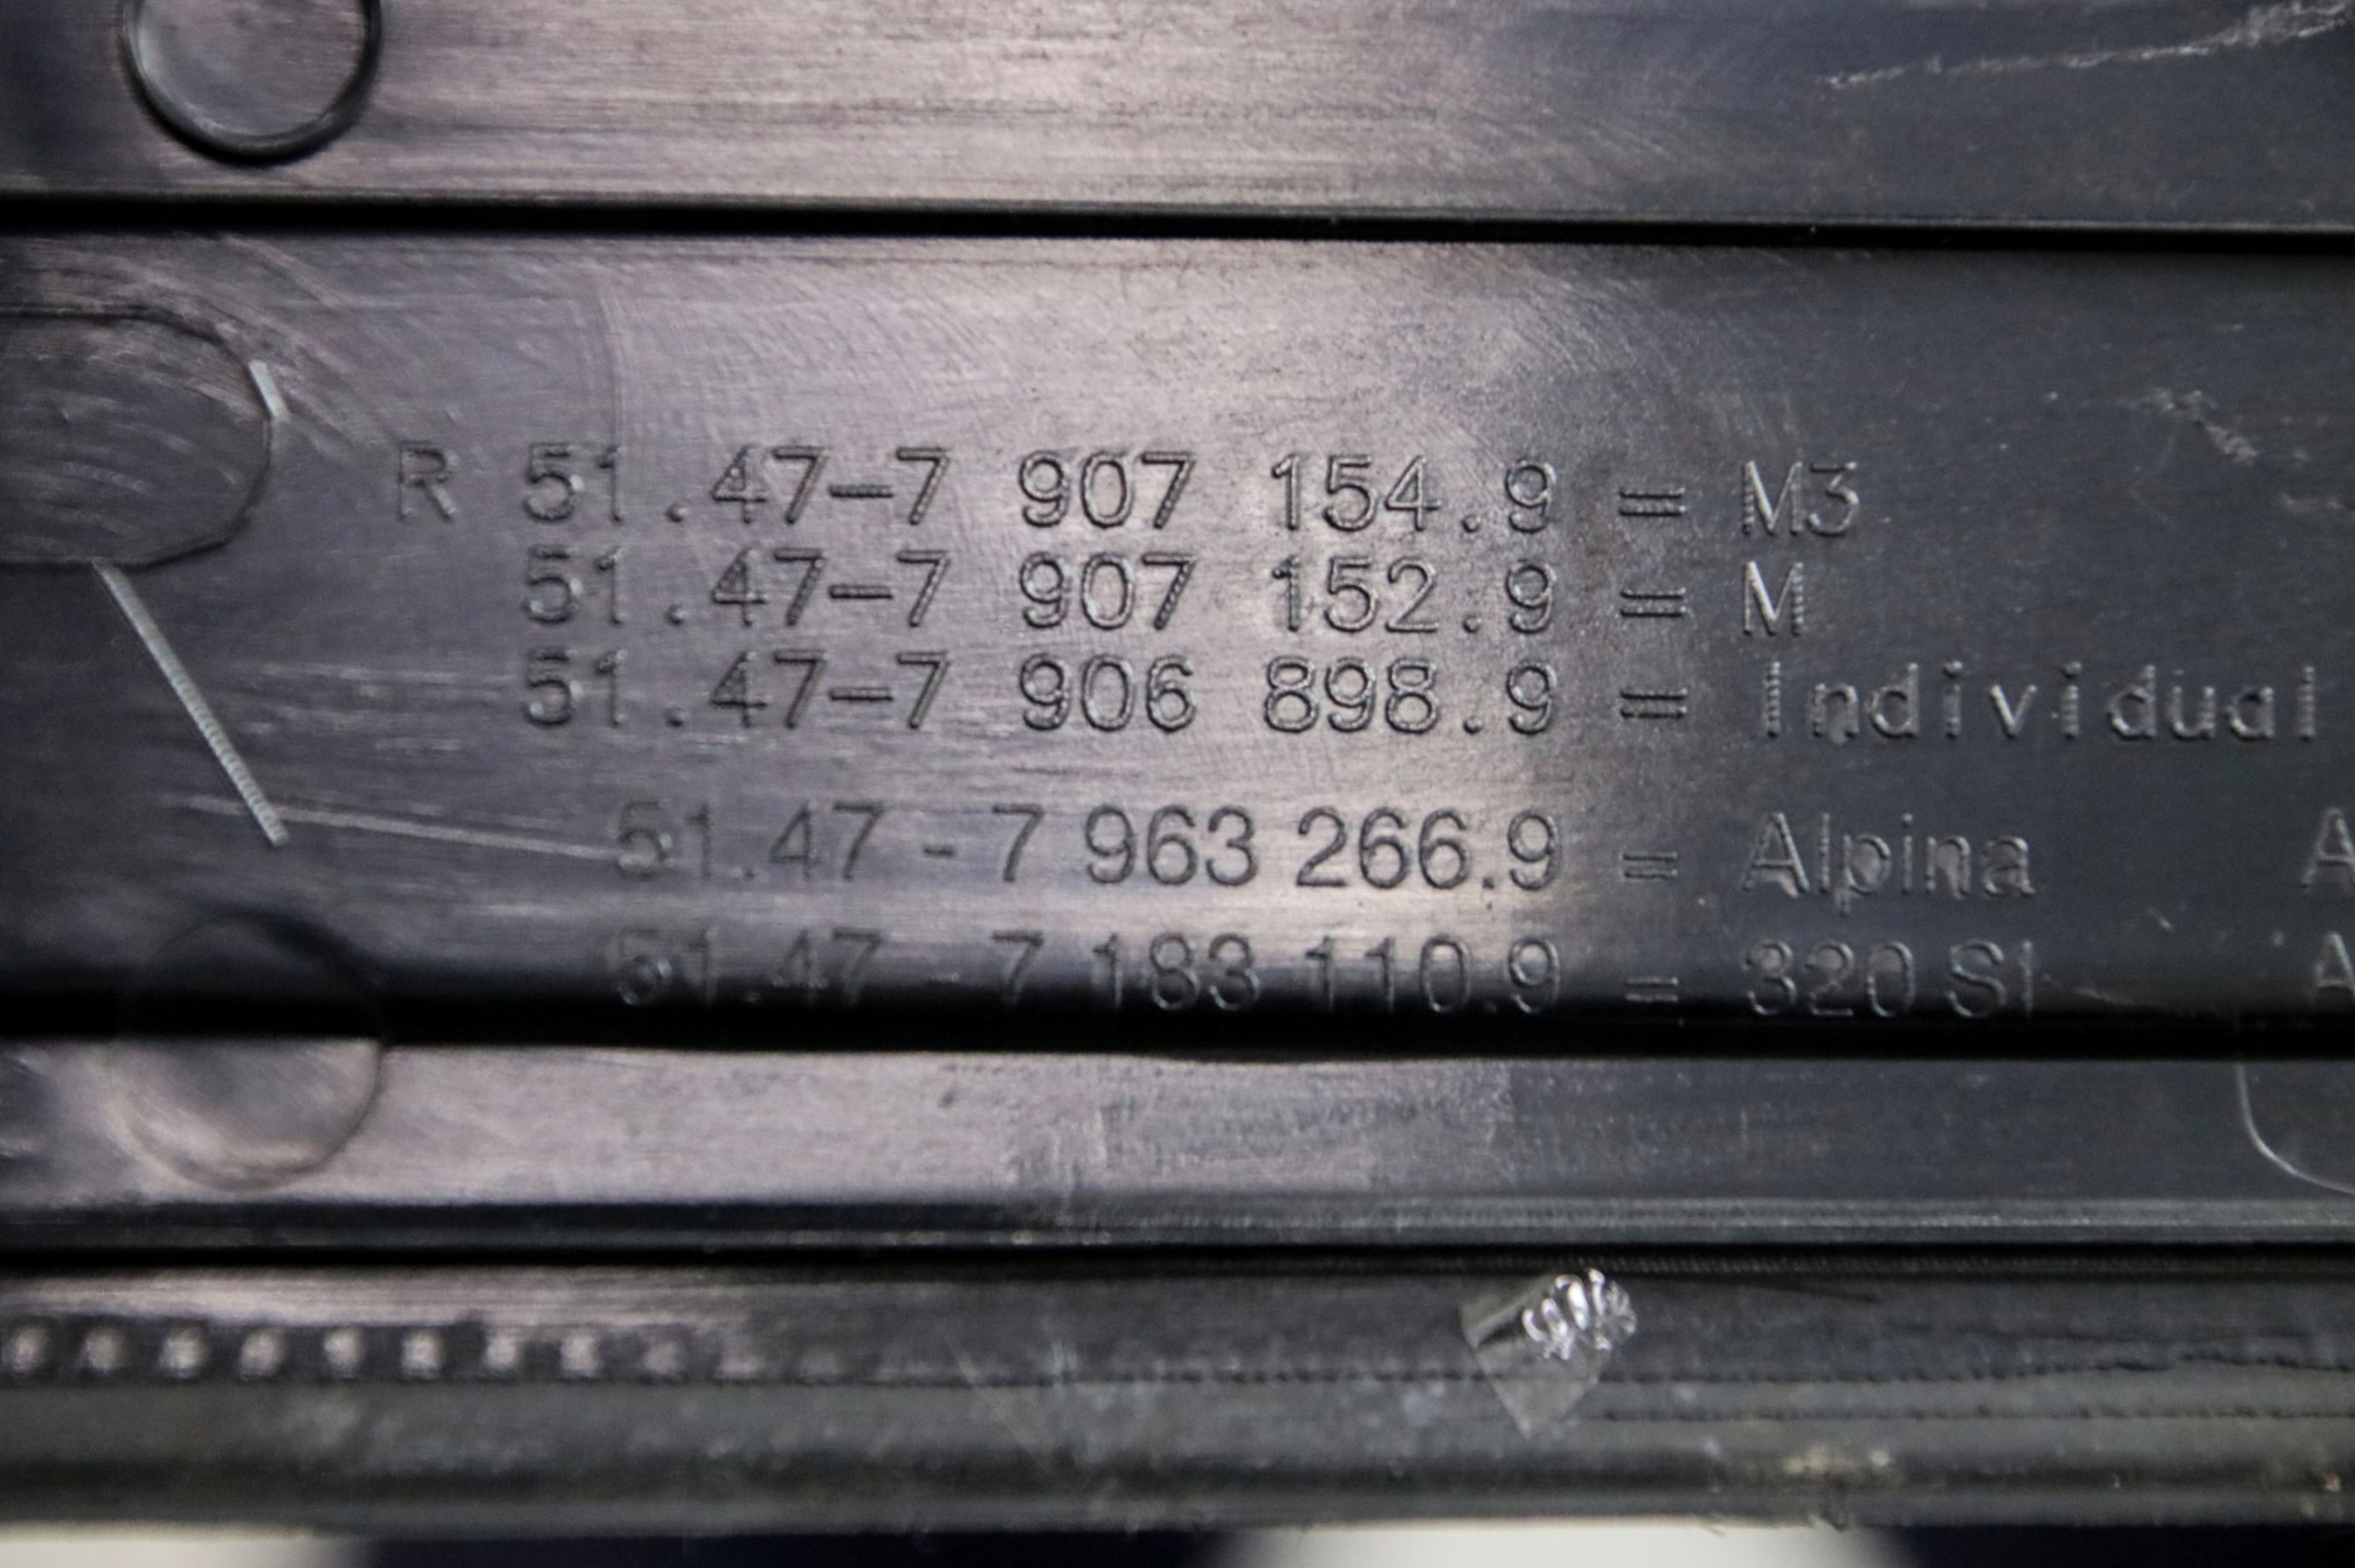 R 51.47-7 907 154.9 = M3
51.47-7 907 152.9 = M
51.47-7 906 898.9 = Individual
51.47 - 7 963 266.9 = Alpina A
51.47 - 7 183 110.9 = 320 SI A